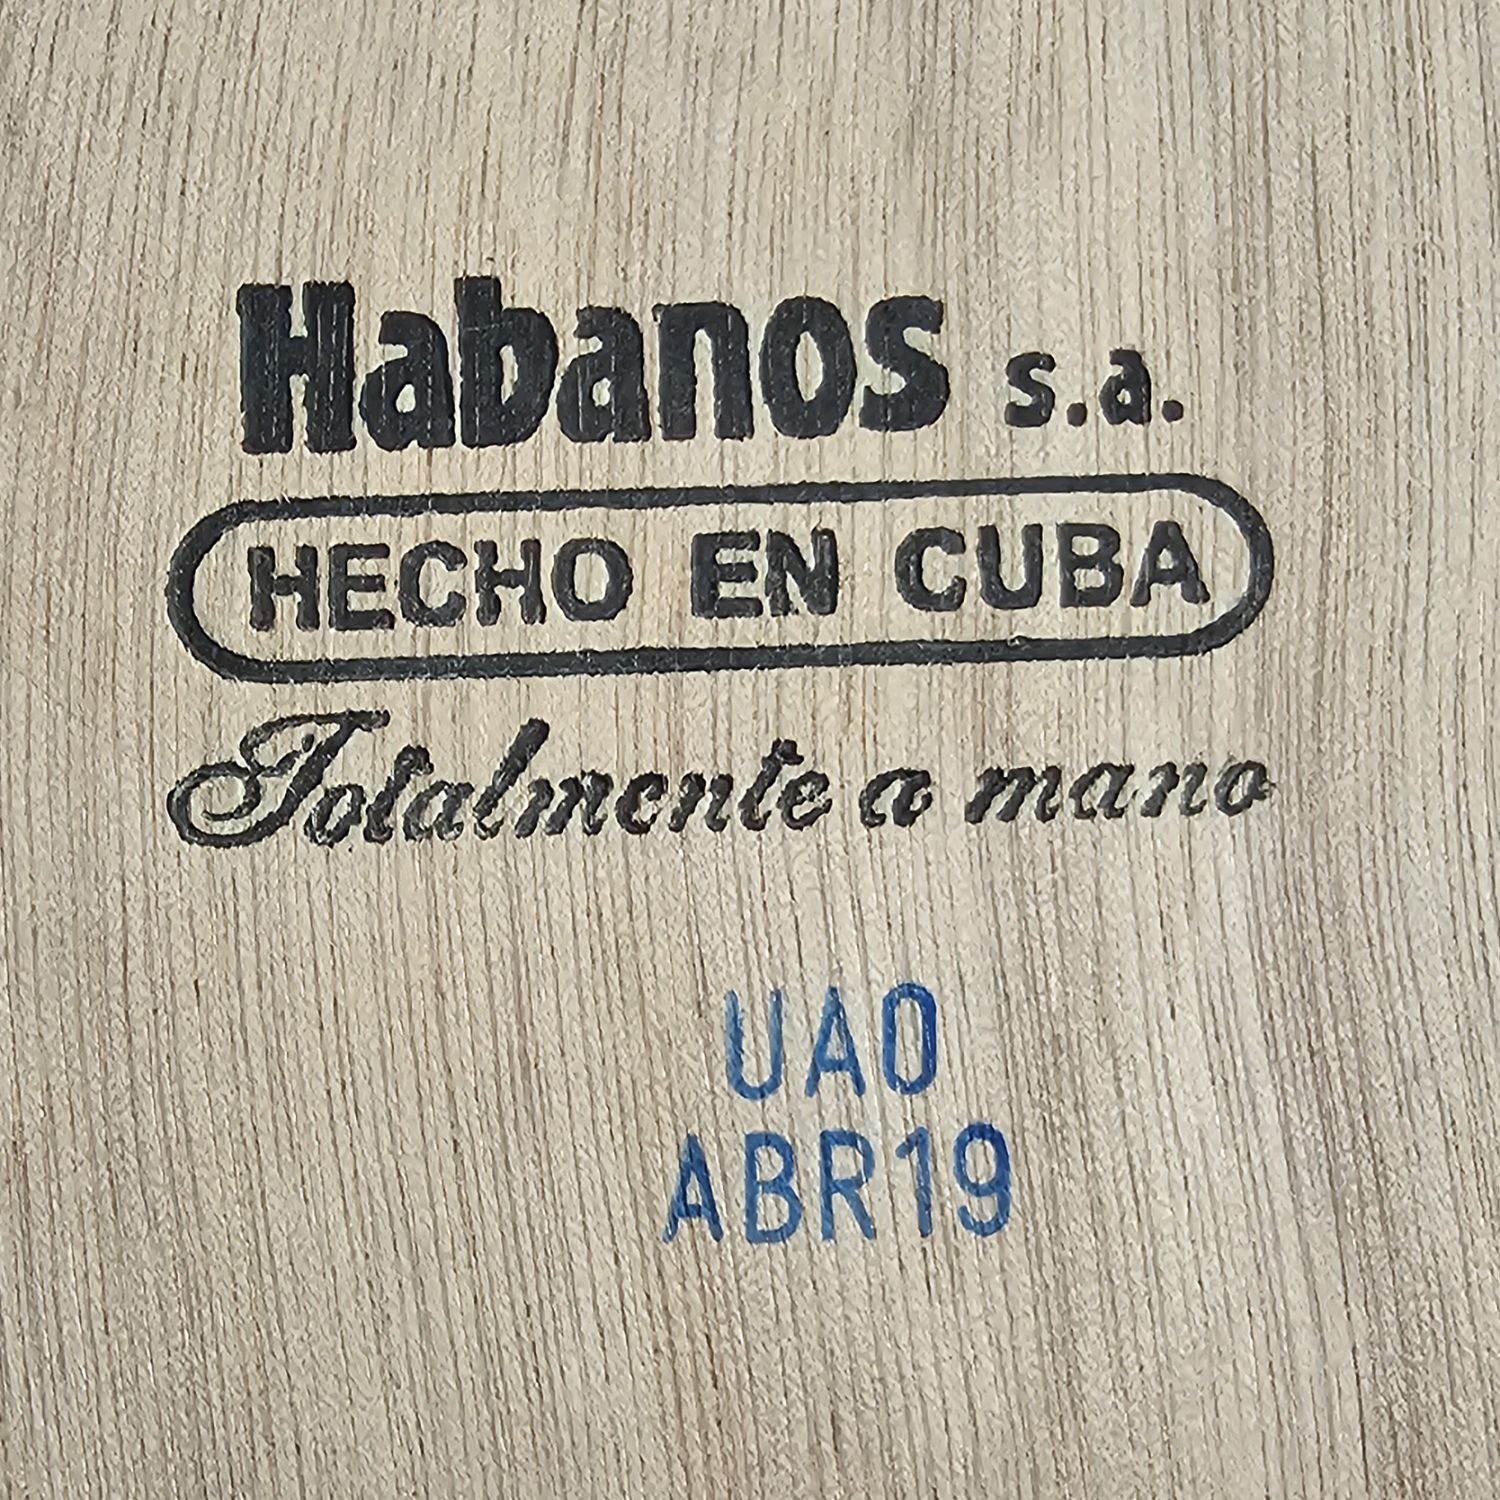 Habanos s.a.
HECHO EN CUBA
Totalmente a mano
UAO
ABR19